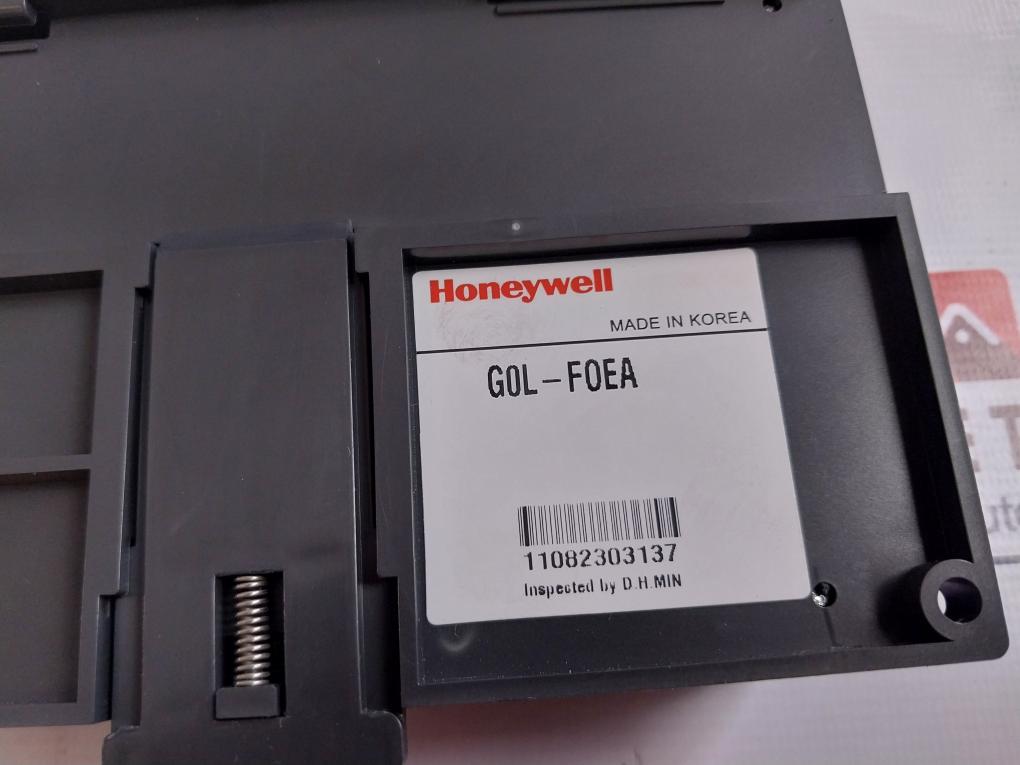 Honeywell
MADE IN KOREA
G0L-F0EA
11082303137
Inspected by D.H.MIN